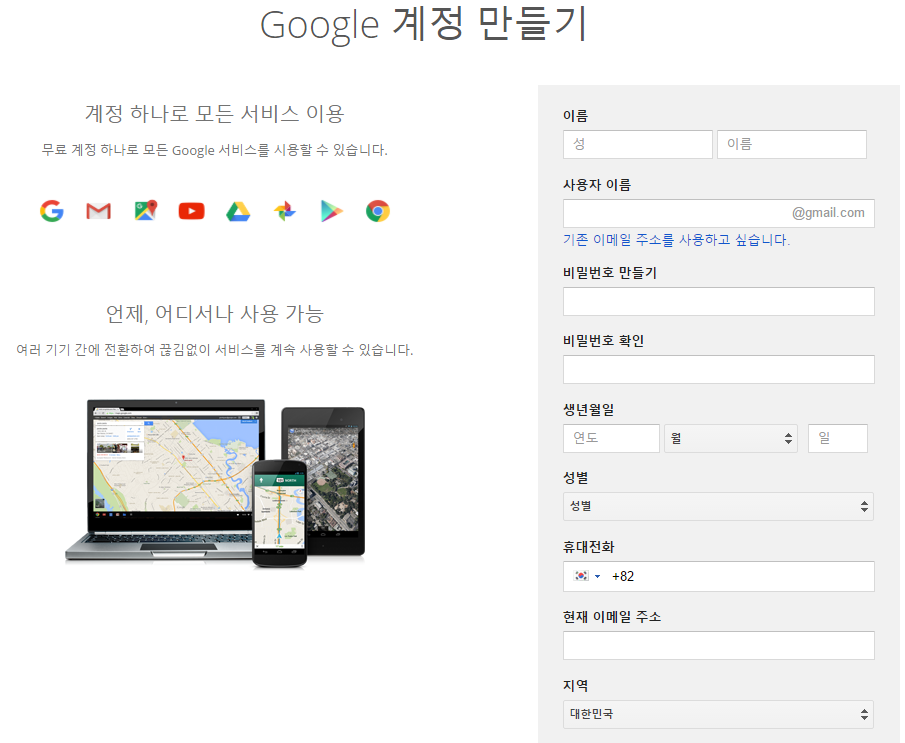 Google 계정 만들기
계정 하나로 모든 서비스 이용
무료 계정 하나로 모든 Google 서비스를 시용할 수 있습니다.
언제, 어디서나 사용 가능
여러 기기 간에 전환하여 끊김없이 서비스를 계속 사용할 수 있습니다.
이름
성 이름
사용자 이름
@gmail.com
기존 이메일 주소를 사용하고 싶습니다.
비밀번호 만들기
비밀번호 확인
생년월일
연도 월 일
성별
성별
휴대전화
+82
현재 이메일 주소
지역
대한민국